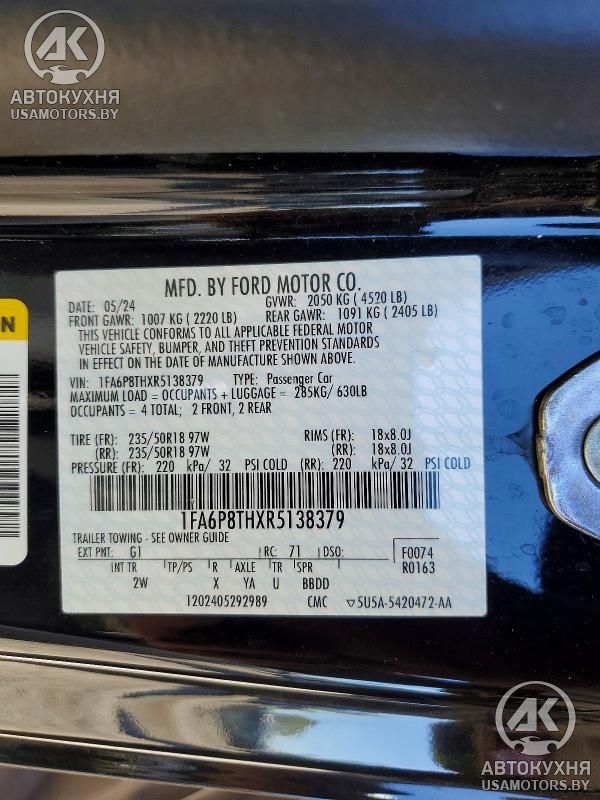 AK
АВТОКУХНЯ
USAMOTORS.BY
MFD. BY FORD MOTOR CO.
DATE: 05/24 GVWR: 2050 KG ( 4520 LB)
FRONT GAWR: 1007 KG ( 2220 LB) REAR GAWR: 1091 KG ( 2405 LB)
THIS VEHICLE CONFORMS TO ALL APPLICABLE FEDERAL MOTOR
VEHICLE SAFETY, BUMPER, AND THEFT PREVENTION STANDARDS
IN EFFECT ON THE DATE OF MANUFACTURE SHOWN ABOVE.
VIN: 1FA6P8THXR5138379 TYPE: Passenger Car
MAXIMUM LOAD = OCCUPANTS + LUGGAGE = 285KG/ 630LB
OCCUPANTS = 4 TOTAL; 2 FRONT, 2 REAR
TIRE (FR): 235/50R18 97W RIMS (FR): 18x8.0J
(RR): 235/50R18 97W (RR): 18x8.0J
PRESSURE (FR): 220 kPa/ 32 PSI COLD (RR): 220 kPa/ 32 PSI COLD
1FA6P8THXR5138379
TRAILER TOWING - SEE OWNER GUIDE
EXT PNT: G1 RC: 71 DSO: F0074
INT TR TP/PS R AXLE TR SPR R0163
2W X YA U BBDD
1202405292989 CMC ▽5U5A-5420472-AA
AK
АВТОКУХНЯ
USAMOTORS.BY